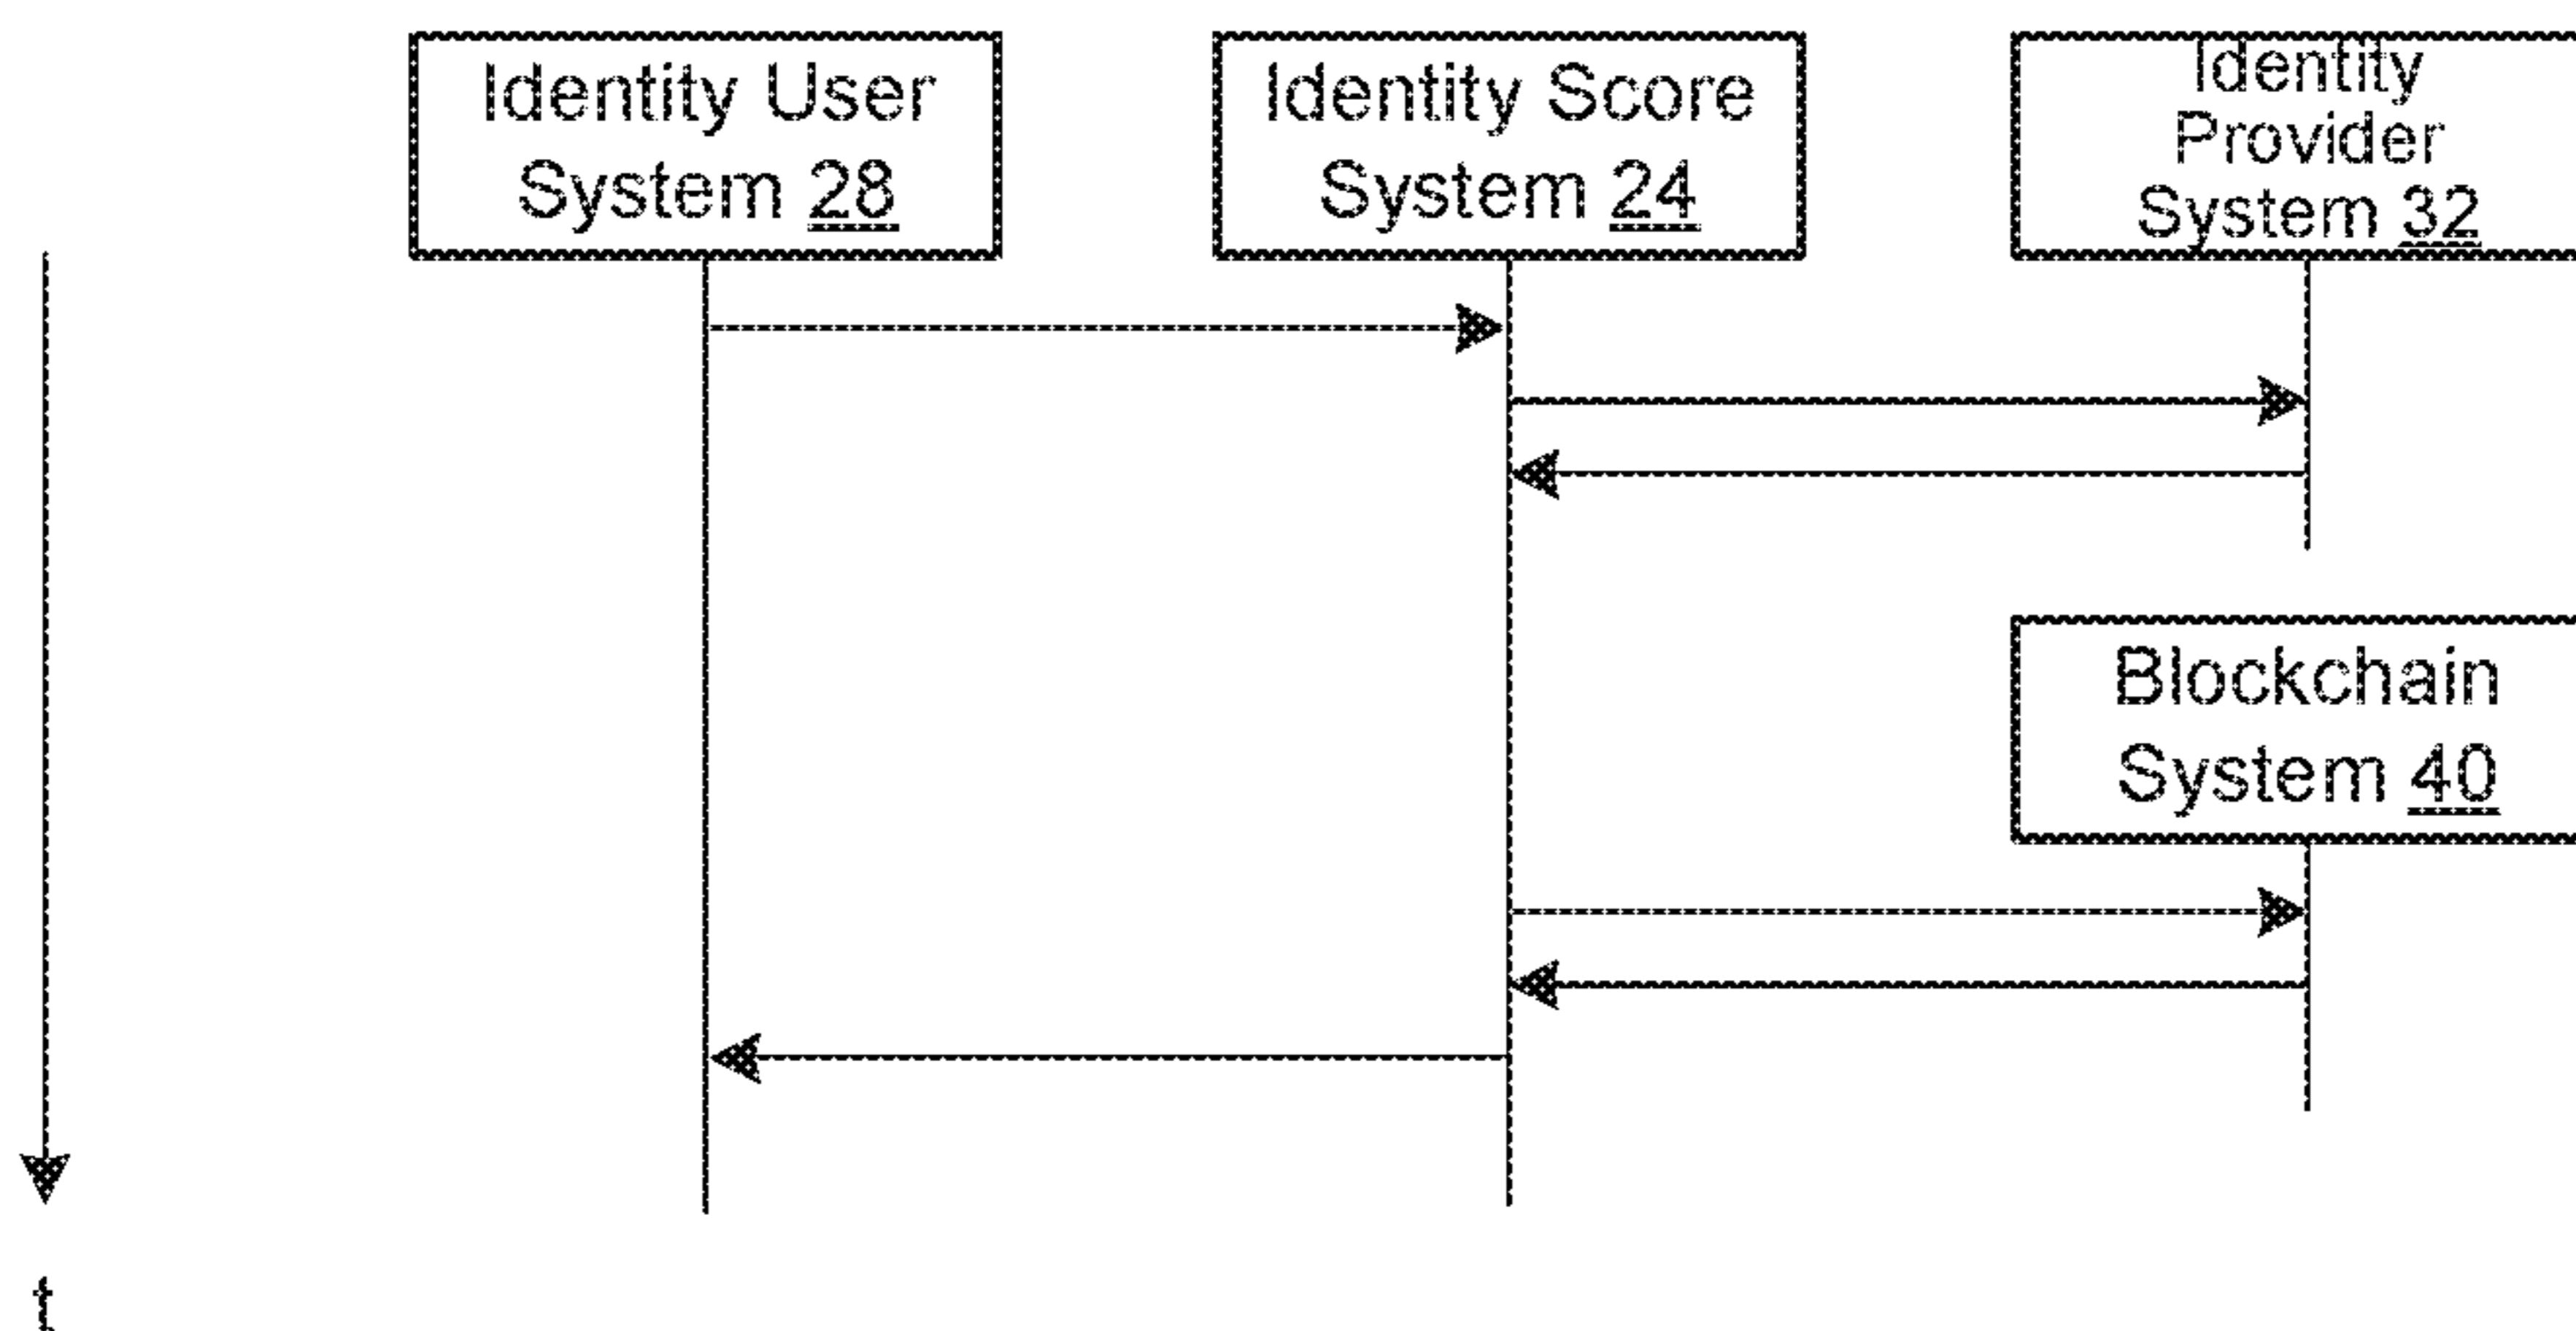 Identity User
System 28
Identity Score
System 24
Identity
Provider
System 32
Blockchain
System 40
t